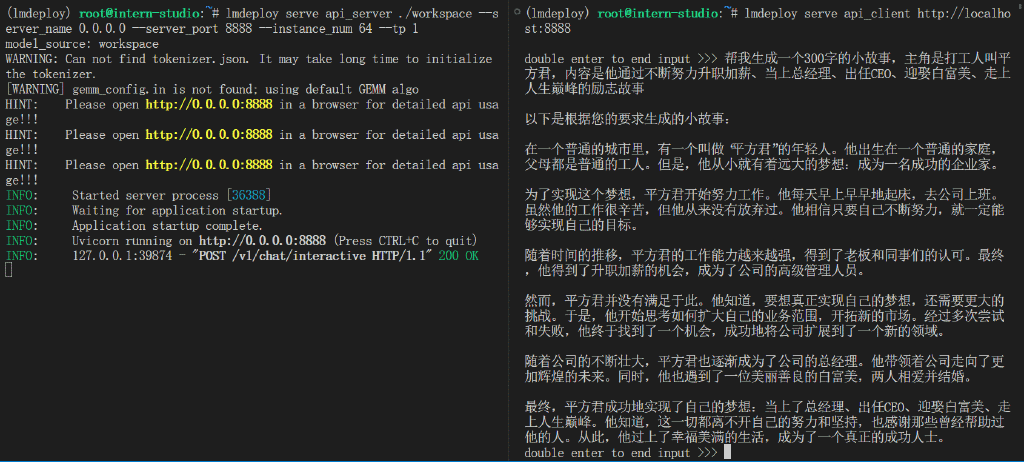 (lmdeploy) root@intern-studio:~# lmdeploy serve api_server ./workspace --s
erver_name 0.0.0.0 --server_port 8888 --instance_num 64 --tp 1
model_source: workspace
WARNING: Can not find tokenizer.json. It may take long time to initialize
the tokenizer.
[WARNING] gemm_config.in is not found; using default GEMM algo
HINT:    Please open http://0.0.0.0:8888 in a browser for detailed api usa
ge!!!
HINT:    Please open http://0.0.0.0:8888 in a browser for detailed api usa
ge!!!
HINT:    Please open http://0.0.0.0:8888 in a browser for detailed api usa
ge!!!
INFO:     Started server process [36388]
INFO:     Waiting for application startup.
INFO:     Application startup complete.
INFO:     Uvicorn running on http://0.0.0.0:8888 (Press CTRL+C to quit)
INFO:     127.0.0.1:39874 - "POST /v1/chat/interactive HTTP/1.1" 200 OK
(lmdeploy) root@intern-studio:~# lmdeploy serve api_client http://localho
st:8888
double enter to end input >>> 帮我生成一个300字的小故事，主角是打工人叫平
方君，内容是他通过不断努力升职加薪、当上总经理、出任CEO、迎娶白富美、走上
人生巅峰的励志故事
以下是根据您的要求生成的小故事：
在一个普通的城市里，有一个叫做“平方君”的年轻人。他出生在一个普通的家庭，
父母都是普通的工人。但是，他从小就有着远大的梦想：成为一名成功的企业家。
为了实现这个梦想，平方君开始努力工作。他每天早上早早地起床，去公司上班。
虽然他的工作很辛苦，但他从来没有放弃过。他相信只要自己不断努力，就一定能
够实现自己的目标。
随着时间的推移，平方君的工作能力越来越强，得到了老板和同事们的认可。最终
，他得到了升职加薪的机会，成为了公司的高级管理人员。
然而，平方君并没有满足于此。他知道，要想真正实现自己的梦想，还需要更大的
挑战。于是，他开始思考如何扩大自己的业务范围，开拓新的市场。经过多次尝试
和失败，他终于找到了一个机会，成功地将公司扩展到了一个新的领域。
随着公司的不断壮大，平方君也逐渐成为了公司的总经理。他带领着公司走向了更
加辉煌的未来。同时，他也遇到了一位美丽善良的白富美，两人相爱并结婚。
最终，平方君成功地实现了自己的梦想：当上了总经理、出任CEO、迎娶白富美、走
上人生巅峰。他知道，这一切都离不开自己的努力和坚持，也感谢那些曾经帮助过
他的人。从此，他过上了幸福美满的生活，成为了一个真正的成功人士。
double enter to end input >>>